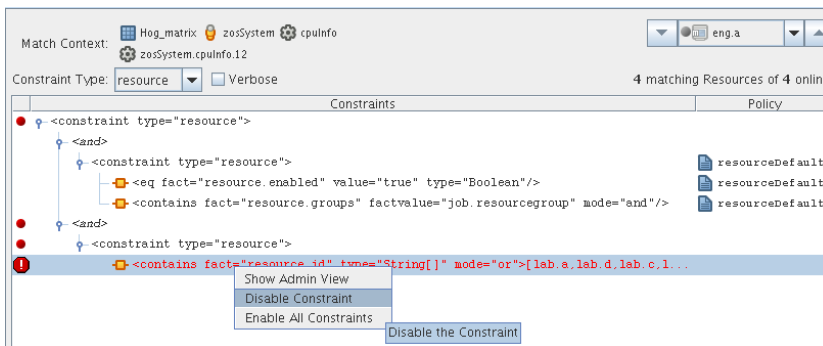 Match Context: Hog_matrix zosSystem cpuInfo
zosSystem.cpuInfo.12
eng.a
Constraint Type: resource Verbose
4 matching Resources of 4 onlin
Constraints Policy
<constraint type="resource">
<and>
<constraint type="resource"> resourceDefault
<eq fact="resource.enabled" value="true" type="Boolean"/> resourceDefault
<contains fact="resource.groups" factvalue="job.resourcegroup" mode="and"/> resourceDefault
<and>
<constraint type="resource">
<contains fact="resource.id" type="String[]" mode="or">[lab.a,lab.d,lab.c,l...
Show Admin View
Disable Constraint
Enable All Constraints
Disable the Constraint